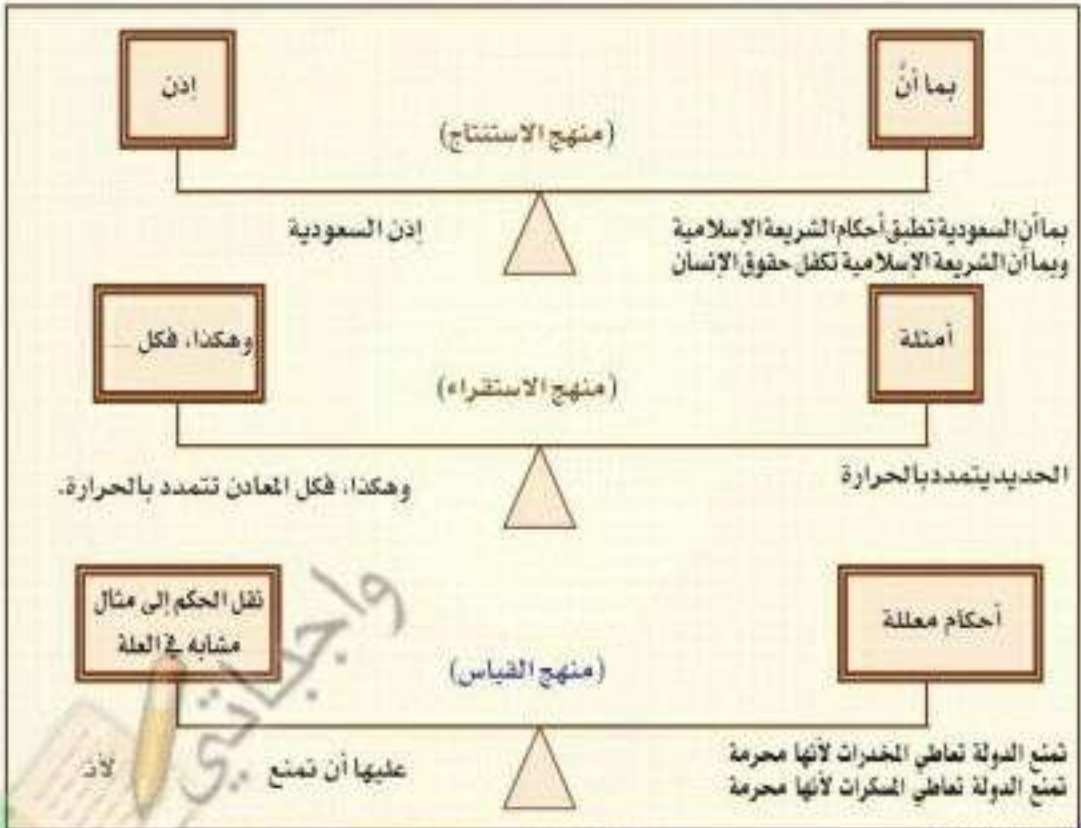 بما أنَّ
إذن
(منهج الاستنتاج)
بما أن السعودية تطبق أحكام الشريعة الإسلامية
وبما أن الشريعة الإسلامية تكفل حقوق الإنسان
إذن السعودية
أمثلة
وهكذا، فكل ....
(منهج الاستقراء)
الحديد يتمدد بالحرارة
وهكذا، فكل المعادن تتمدد بالحرارة.
أحكام معللة
نقل الحكم إلى مثال
مشابه في العلة
(منهج القياس)
تمنع الدولة تعاطي المخدرات لأنها محرمة
تمنع الدولة تعاطي المسكرات لأنها محرمة
عليها أن تمنع
واجباتي